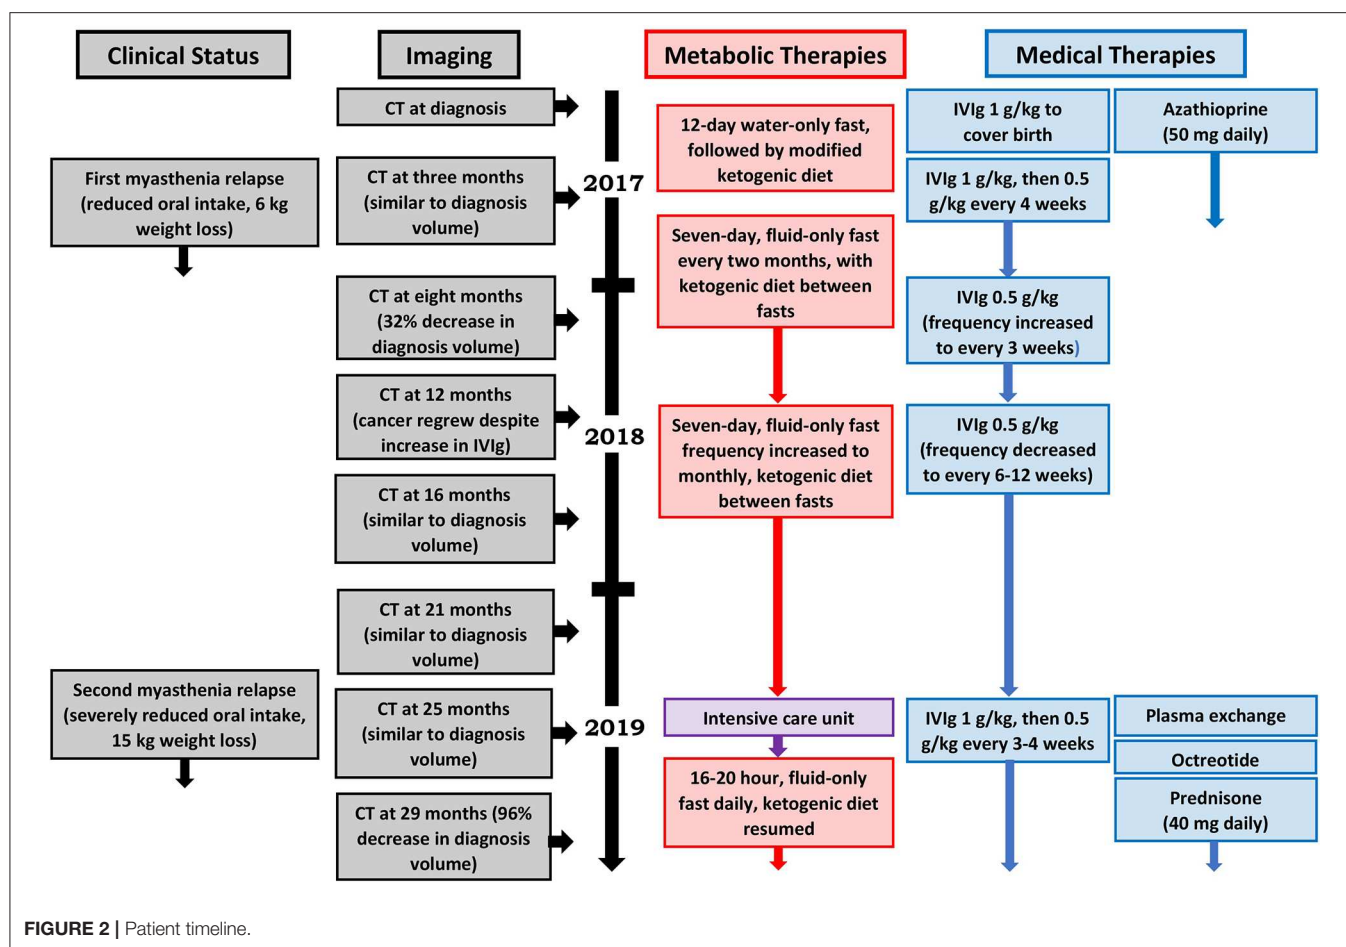 Clinical Status
Imaging
Metabolic Therapies
Medical Therapies
First myasthenia relapse
(reduced oral intake, 6 kg
weight loss)
Second myasthenia relapse
(severely reduced oral intake,
15 kg weight loss)
CT at diagnosis
CT at three months
(similar to diagnosis
volume)
CT at eight months
(32% decrease in
diagnosis volume)
CT at 12 months
(cancer regrew despite
increase in IVIg)
CT at 16 months
(similar to diagnosis
volume)
CT at 21 months
(similar to diagnosis
volume)
CT at 25 months
(similar to diagnosis
volume)
CT at 29 months (96%
decrease in diagnosis
volume)
2017
2018
2019
12-day water-only fast,
followed by modified
ketogenic diet
Seven-day, fluid-only fast
every two months, with
ketogenic diet between
fasts
Seven-day, fluid-only fast
frequency increased to
monthly, ketogenic diet
between fasts
Intensive care unit
16-20 hour, fluid-only
fast daily, ketogenic diet
resumed
IVIg 1 g/kg to
cover birth
IVIg 1 g/kg, then 0.5
g/kg every 4 weeks
IVIg 0.5 g/kg
(frequency increased
to every 3 weeks)
IVIg 0.5 g/kg
(frequency decreased
to every 6-12 weeks)
IVIg 1 g/kg, then 0.5
g/kg every 3-4 weeks
Azathioprine
(50 mg daily)
Plasma exchange
Octreotide
Prednisone
(40 mg daily)
FIGURE 2 | Patient timeline.